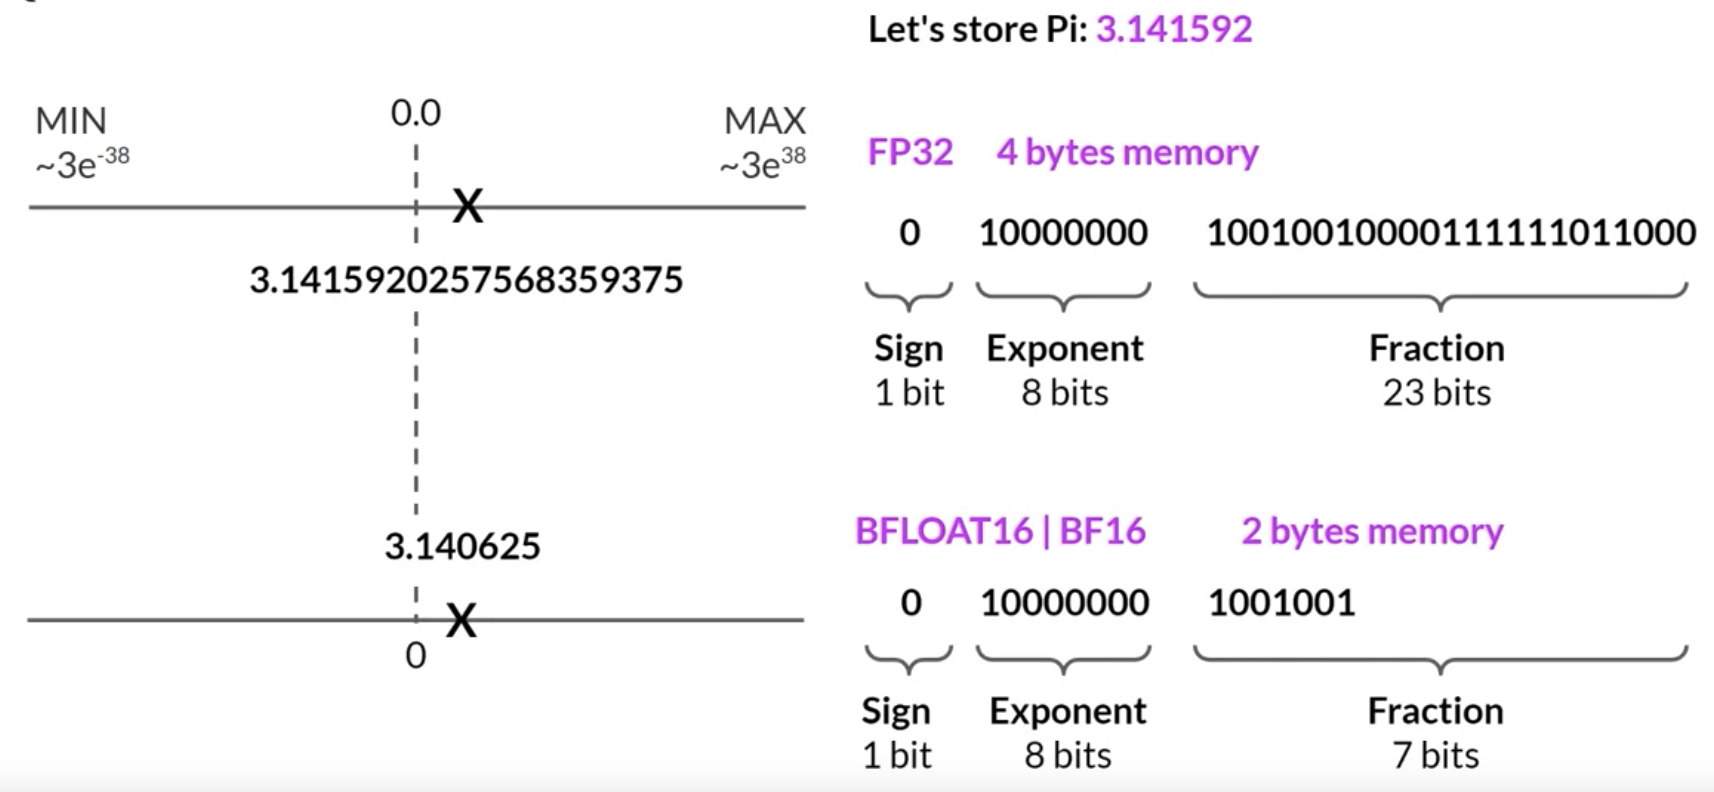 Let's store Pi: 3.141592
MIN
~3e-38
0.0
MAX
~3e38
X
3.1415920257568359375
3.140625
X
0
FP32 4 bytes memory
0 10000000 10010010000111111011000
Sign Exponent Fraction
1 bit 8 bits 23 bits
BFLOAT16 | BF16 2 bytes memory
0 10000000 1001001
Sign Exponent Fraction
1 bit 8 bits 7 bits